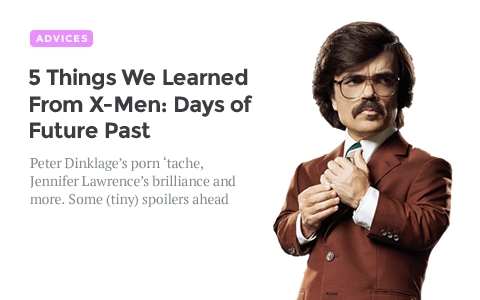 ADVICES
5 Things We Learned
From X-Men: Days of
Future Past
Peter Dinklage's porn ‘tache,
Jennifer Lawrence's brilliance and
more. Some (tiny) spoilers ahead